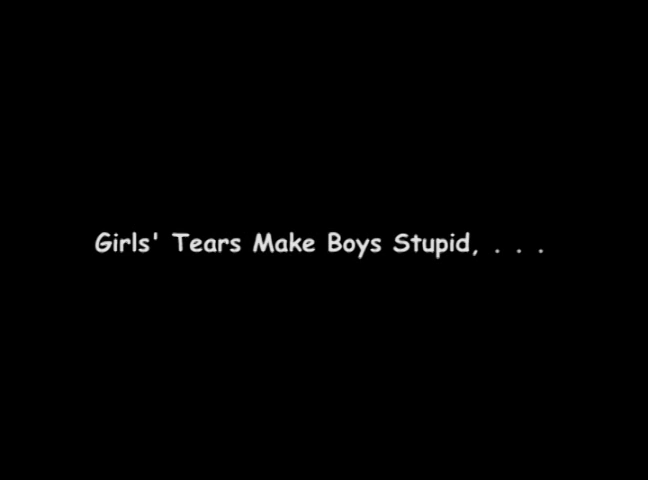 Girls' Tears Make Boys Stupid, . . .